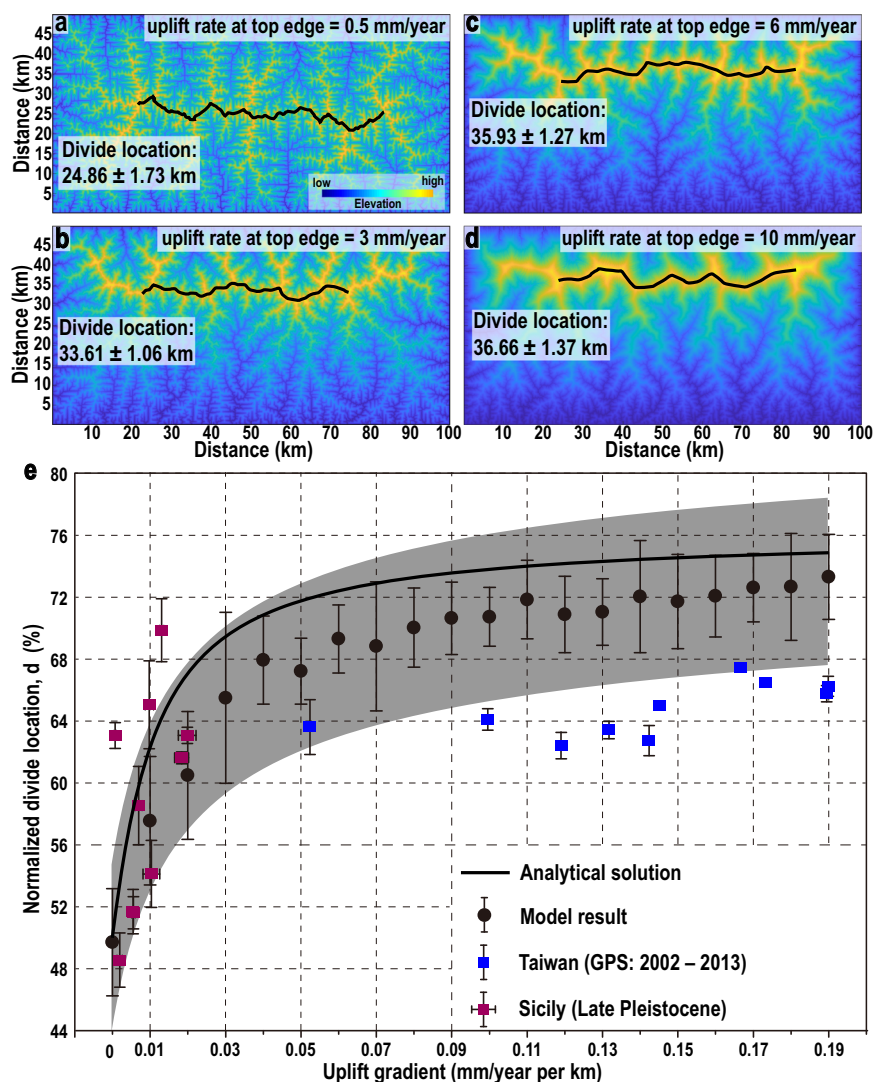 a
uplift rate at top edge = 0.5 mm/year
Distance (km)
45
40
35
30
25
20
15
10
5
Divide location:
24.86 ± 1.73 km
low
high
Elevation
c
uplift rate at top edge = 6 mm/year
Divide location:
35.93 ± 1.27 km
b
uplift rate at top edge = 3 mm/year
Distance (km)
45
40
35
30
25
20
15
10
5
Divide location:
33.61 ± 1.06 km
10 20 30 40 50 60 70 80 90 100
Distance (km)
d
uplift rate at top edge = 10 mm/year
Divide location:
36.66 ± 1.37 km
10 20 30 40 50 60 70 80 90 100
Distance (km)
e
Normalized divide location, d (%)
80
76
72
68
64
60
56
52
48
44
Analytical solution
Model result
Taiwan (GPS: 2002 – 2013)
Sicily (Late Pleistocene)
0 0.01 0.03 0.05 0.07 0.09 0.11 0.13 0.15 0.17 0.19
Uplift gradient (mm/year per km)